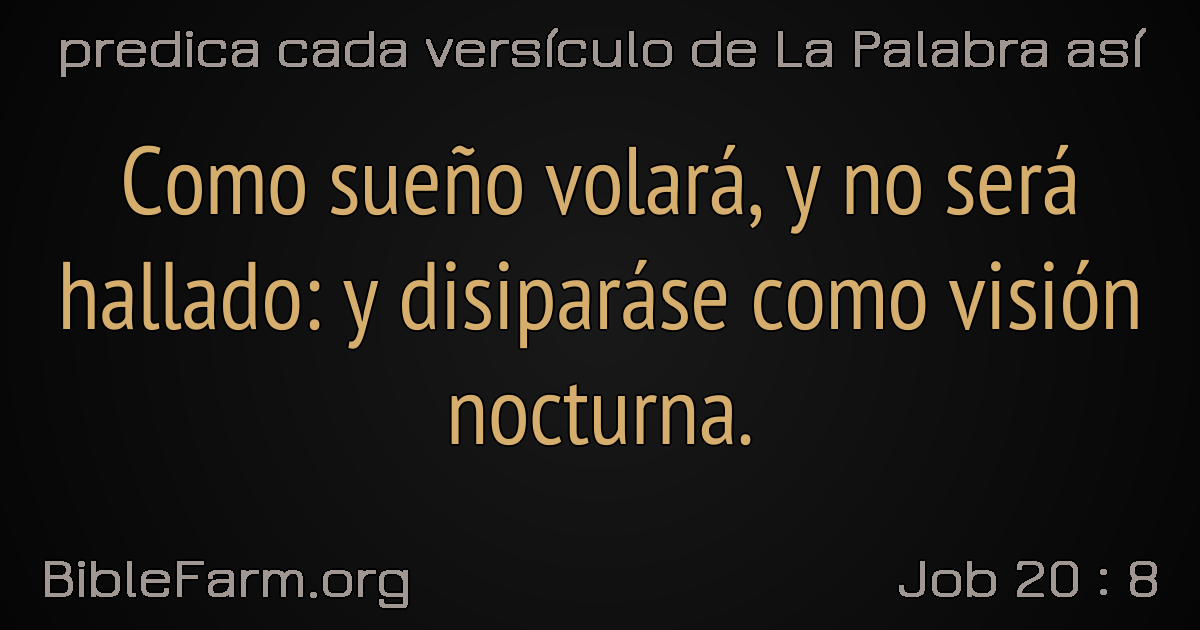 predica cada versículo de La Palabra así
Como sueño volará, y no será
hallado: y disiparáse como visión
nocturna.
BibleFarm.org
Job 20 : 8